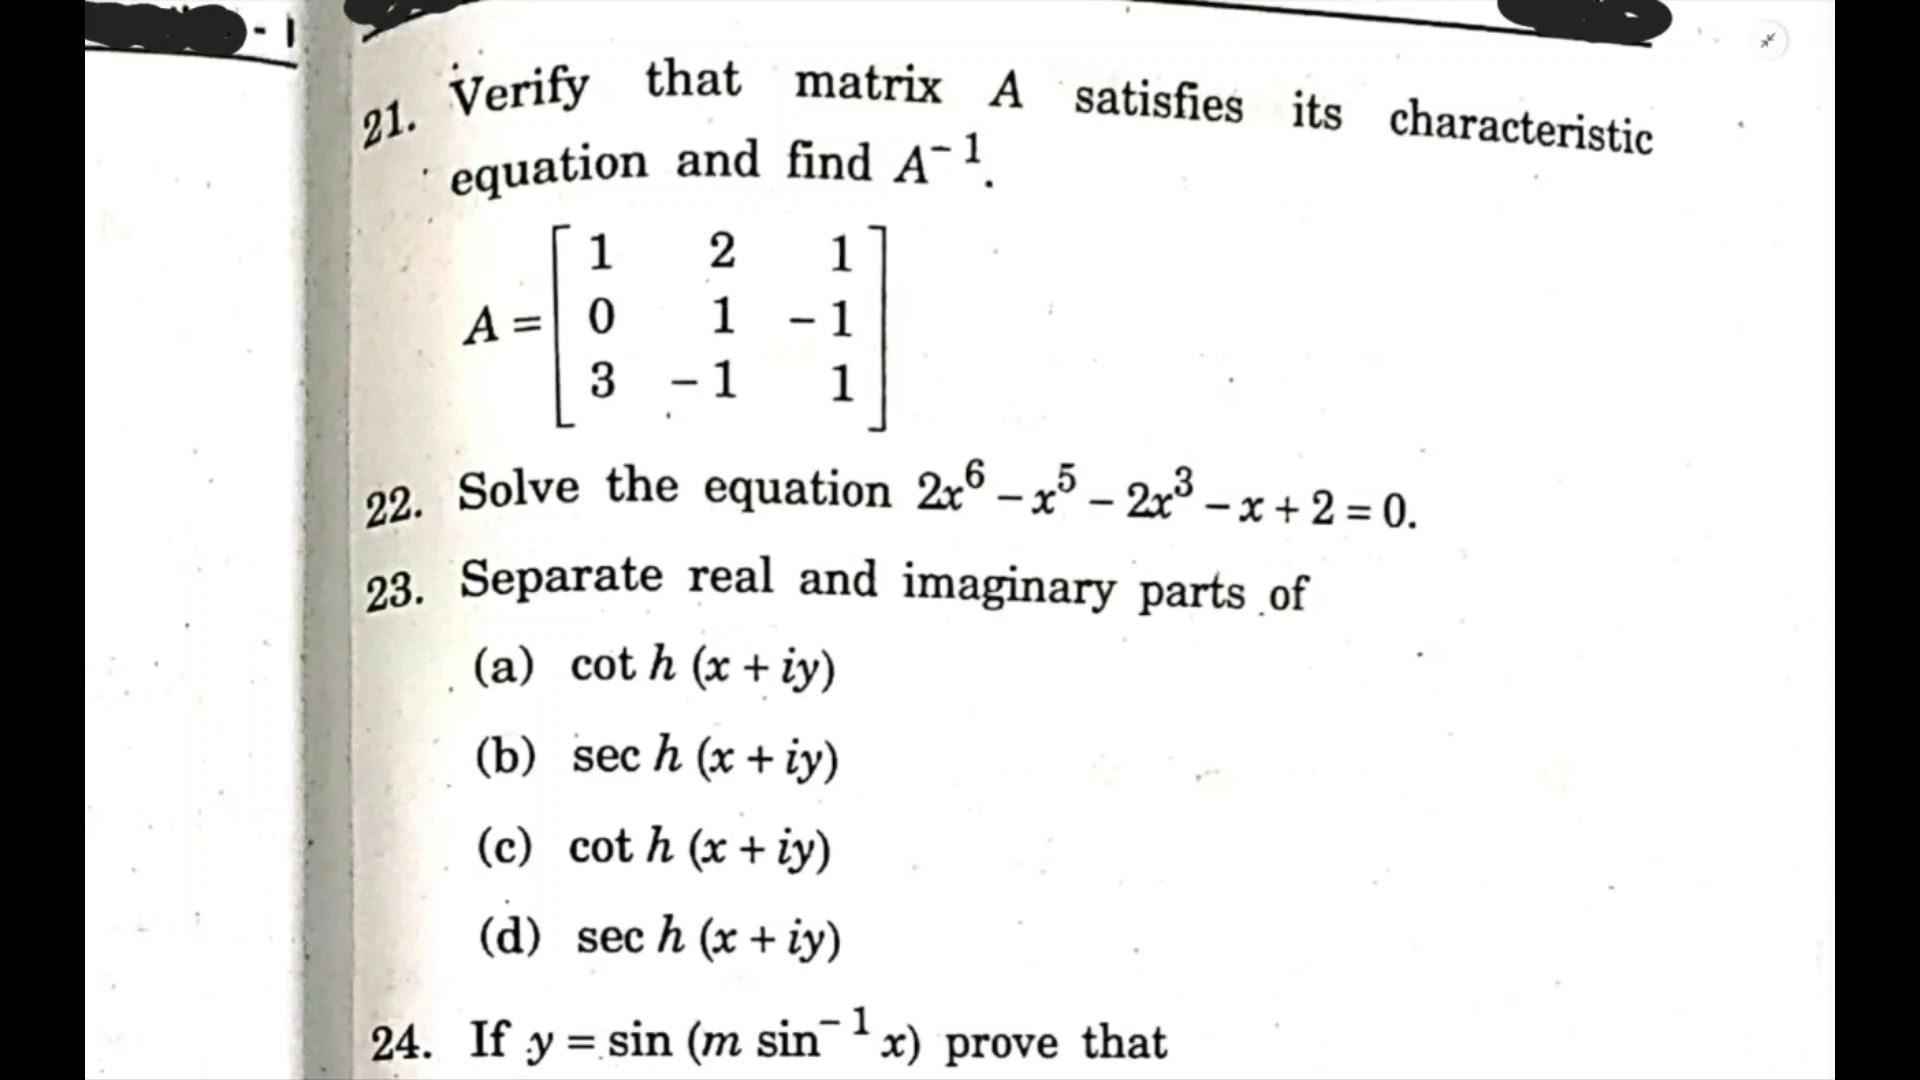 - 1
21. Verify that matrix A satisfies its characteristic
equation and find A⁻¹.
A = [ 1 2 1
0 1 - 1
3 - 1 1 ]
22. Solve the equation 2x⁶ - x⁵ - 2x³ - x + 2 = 0.
23. Separate real and imaginary parts of
(a) cot h (x + iy)
(b) sec h (x + iy)
(c) cot h (x + iy)
(d) sec h (x + iy)
24. If y = sin (m sin⁻¹ x) prove that